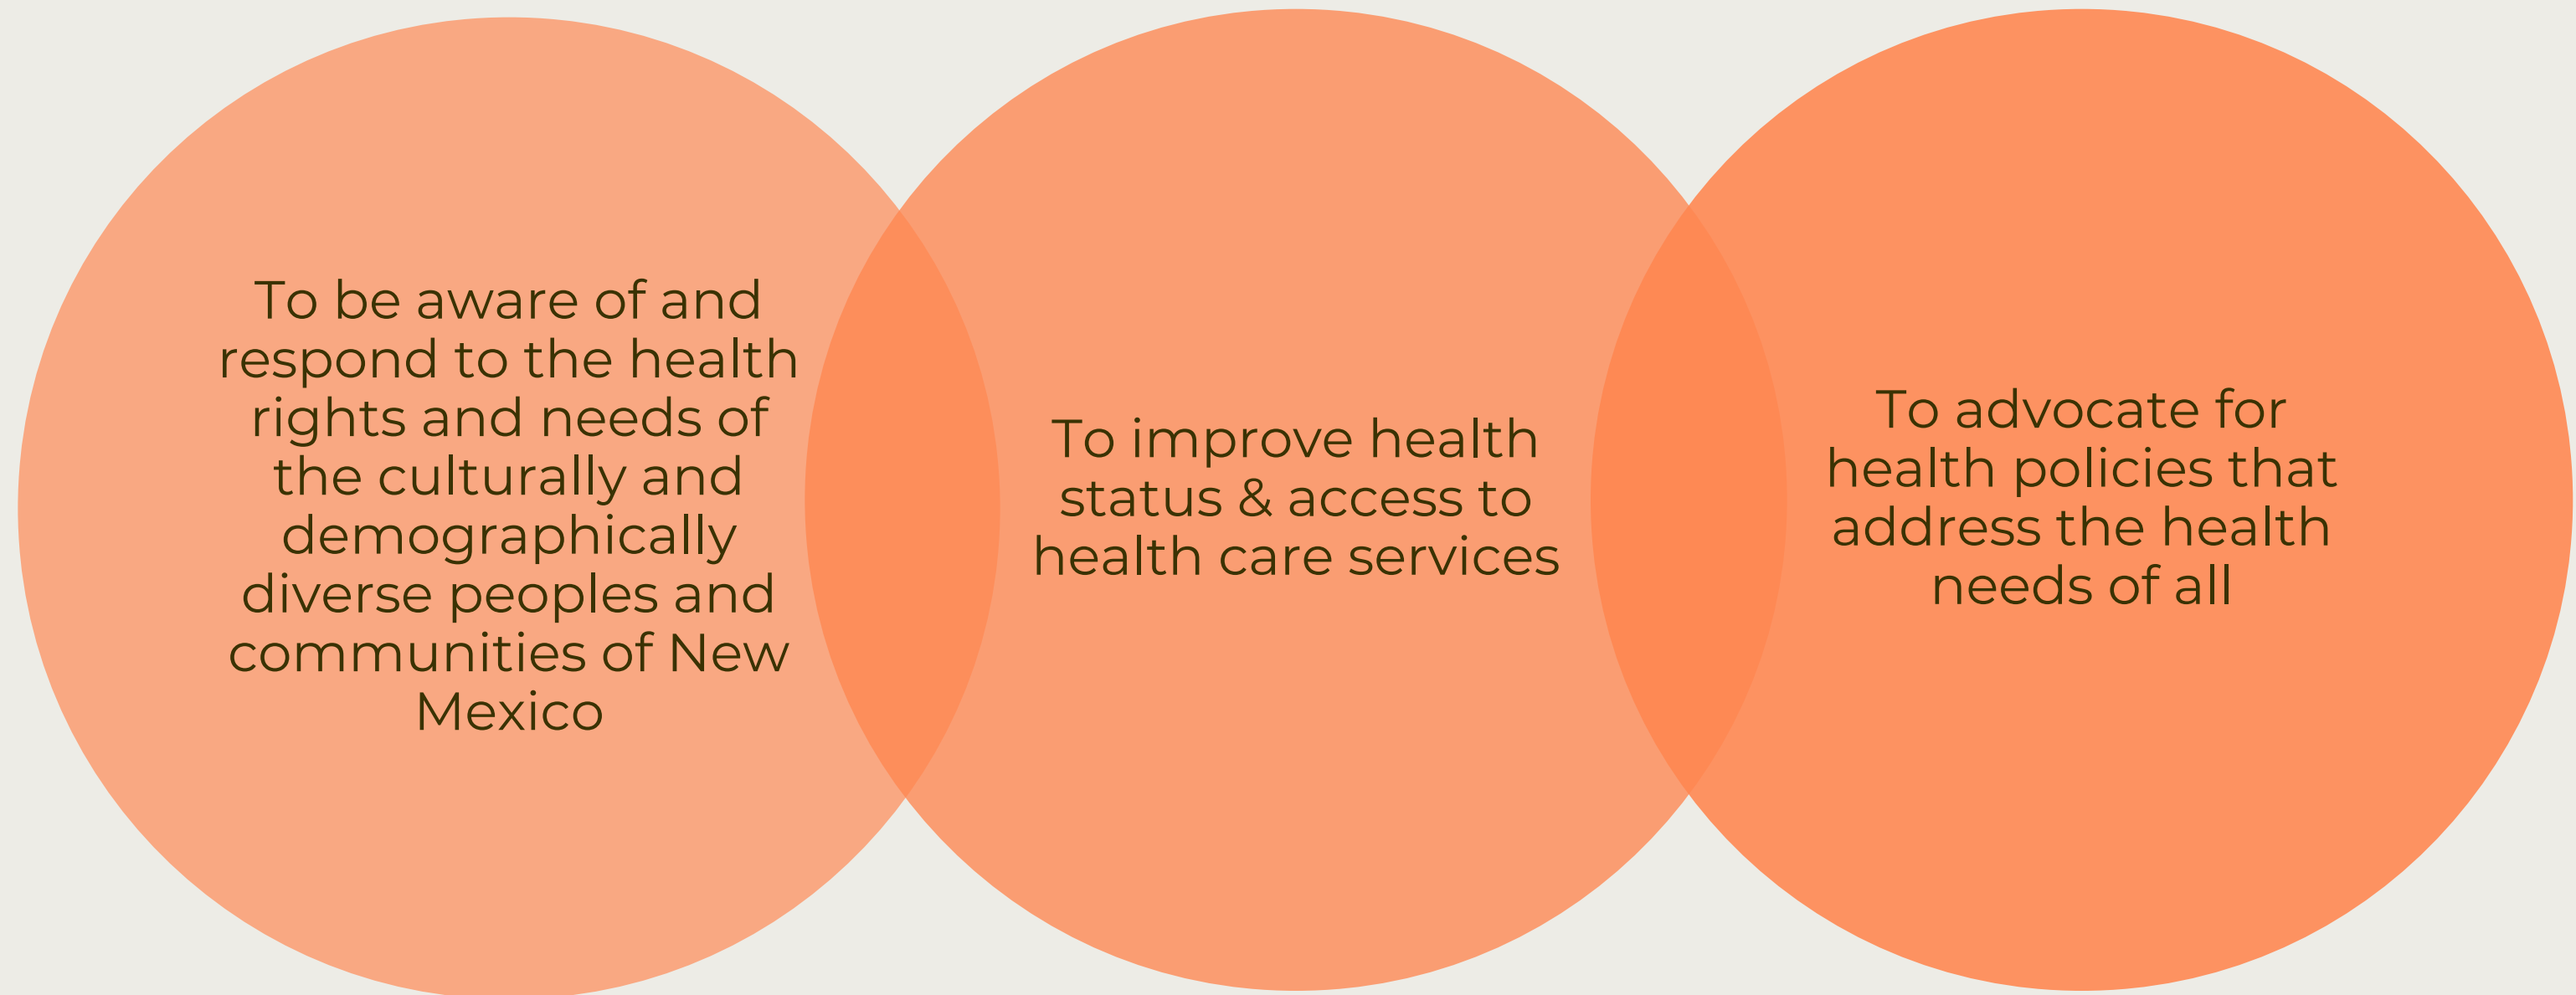 To be aware of and
respond to the health
rights and needs of
the culturally and
demographically
diverse peoples and
communities of New
Mexico
To improve health
status & access to
health care services
To advocate for
health policies that
address the health
needs of all